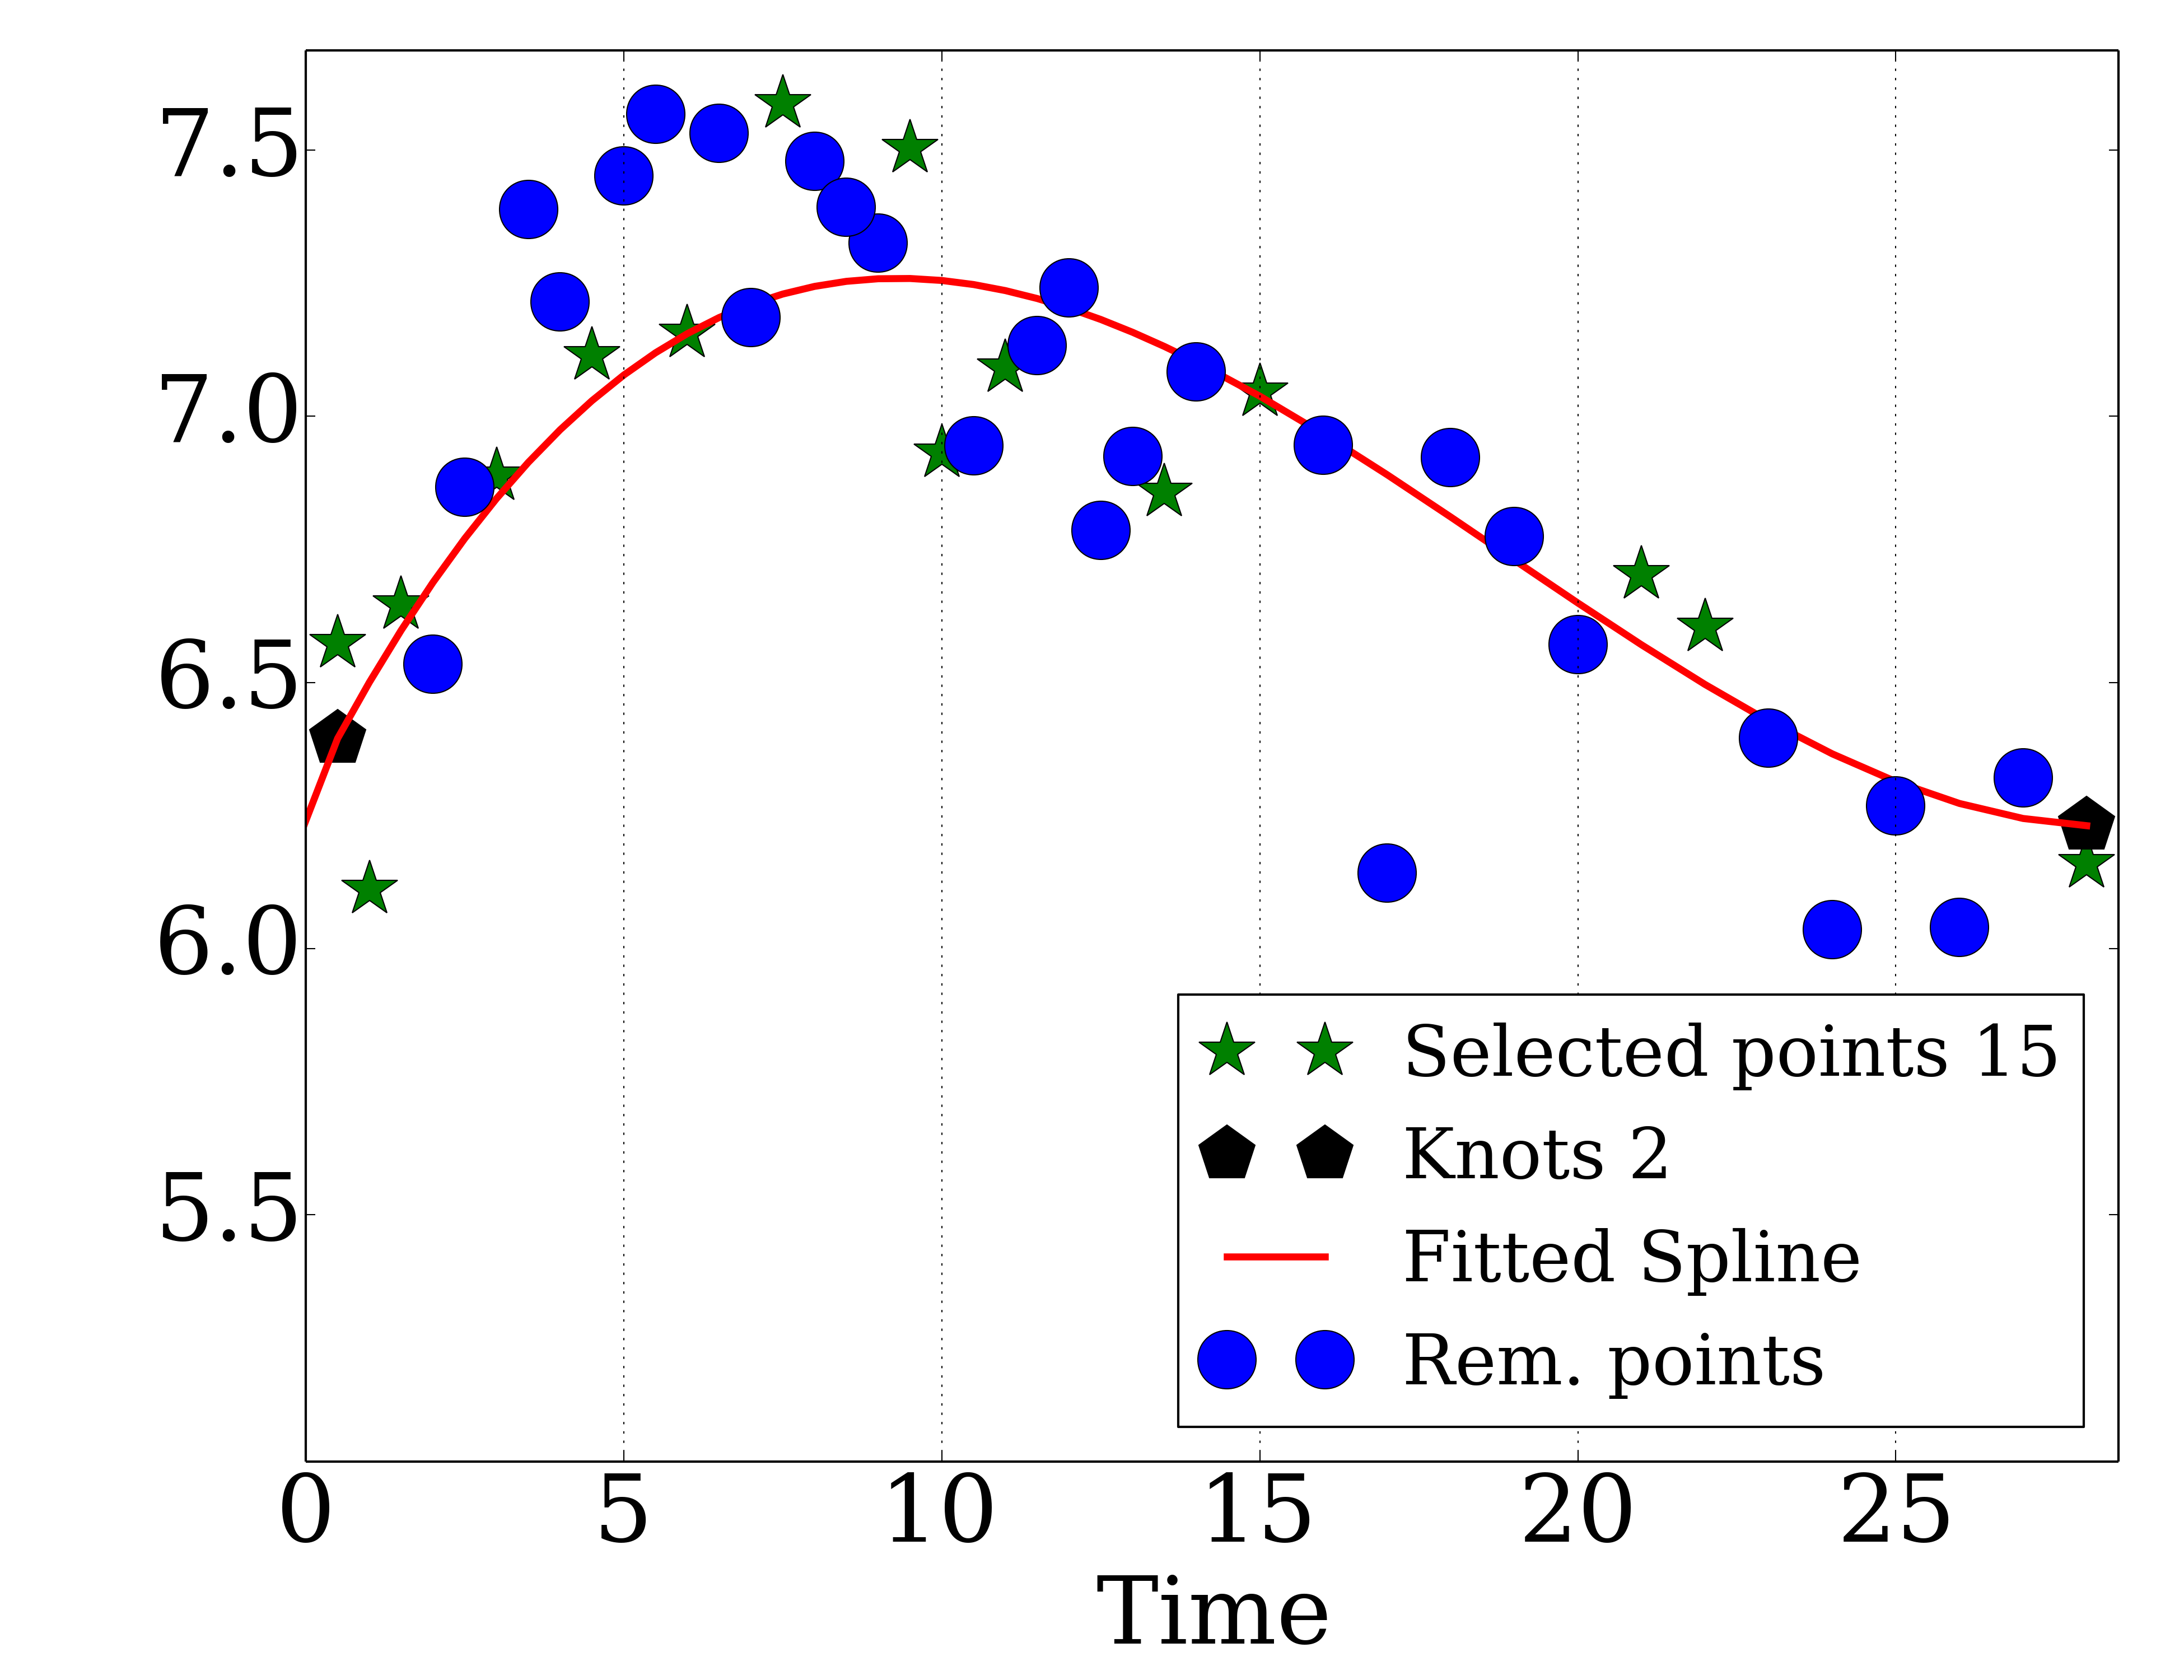 7.5
7.0
6.5
6.0
5.5
Selected points 15
Knots 2
Fitted Spline
Rem. points
0 5 10 15 20 25
Time